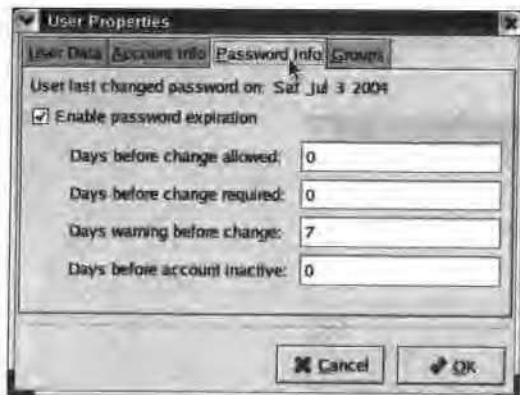 User Properties
User Data Account Info Password Info Groups
User last changed password on: Sat Jul 3 2004
Enable password expiration
Days before change allowed: 0
Days before change required: 0
Days warning before change: 7
Days before account inactive: 0
Cancel OK